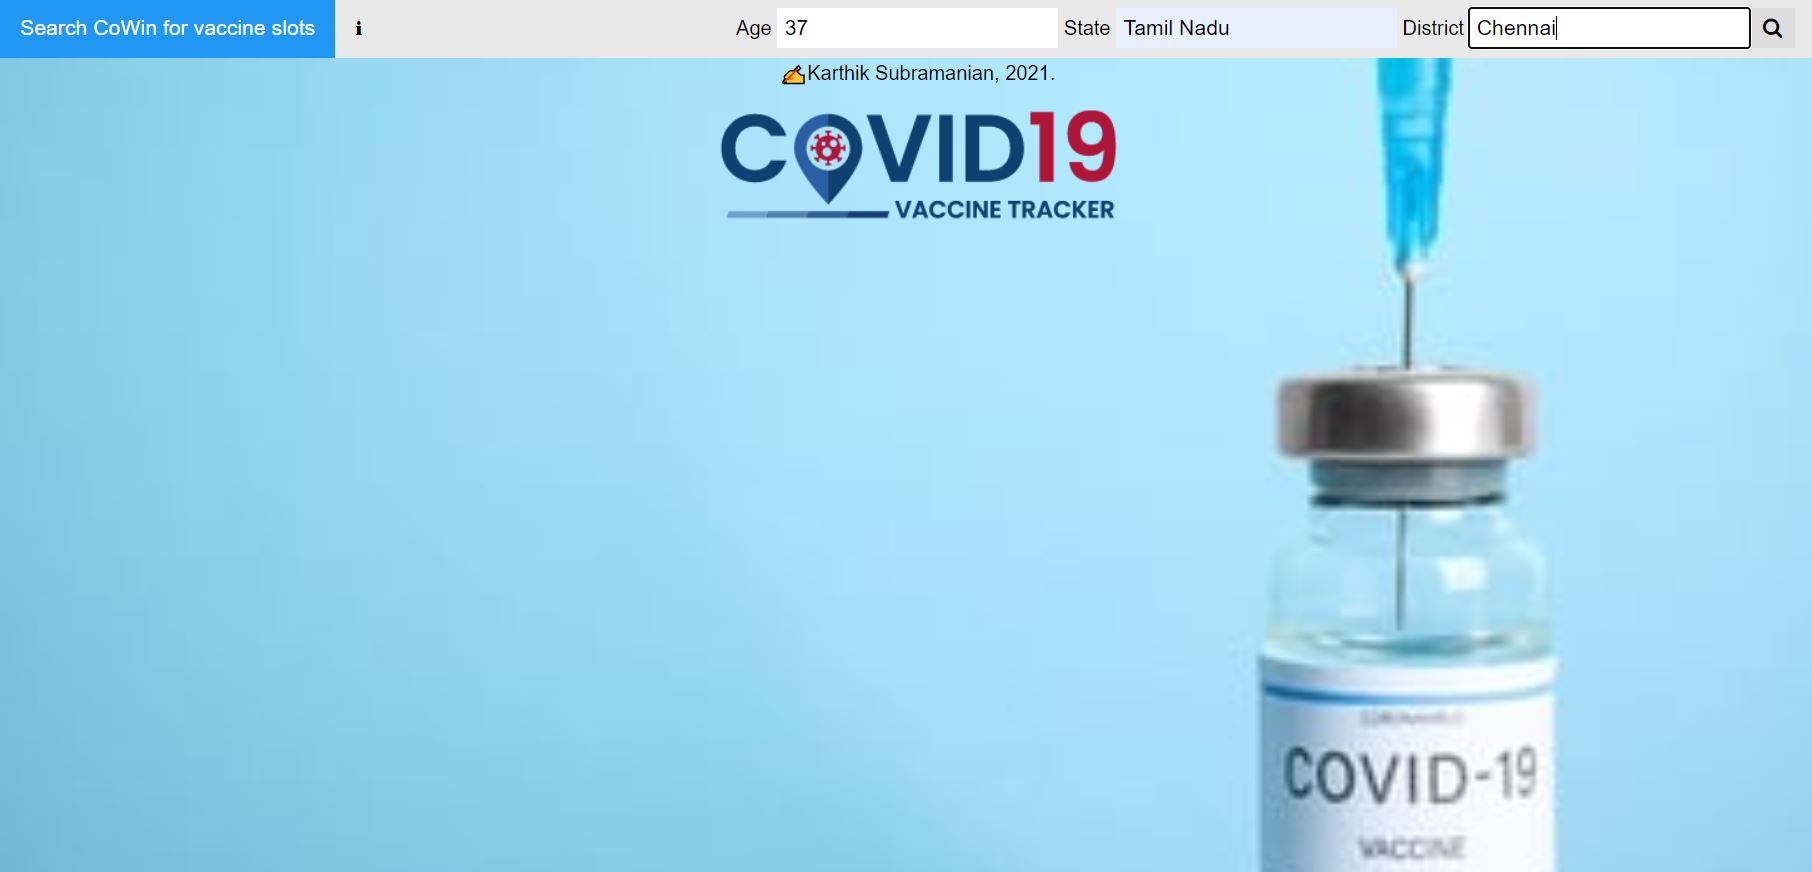 Search CoWin for vaccine slots i Age 37 State Tamil Nadu District Chennai
✍Karthik Subramanian, 2021.
COVID19
VACCINE TRACKER
CORONAVIRUS
COVID-19
VACCINE